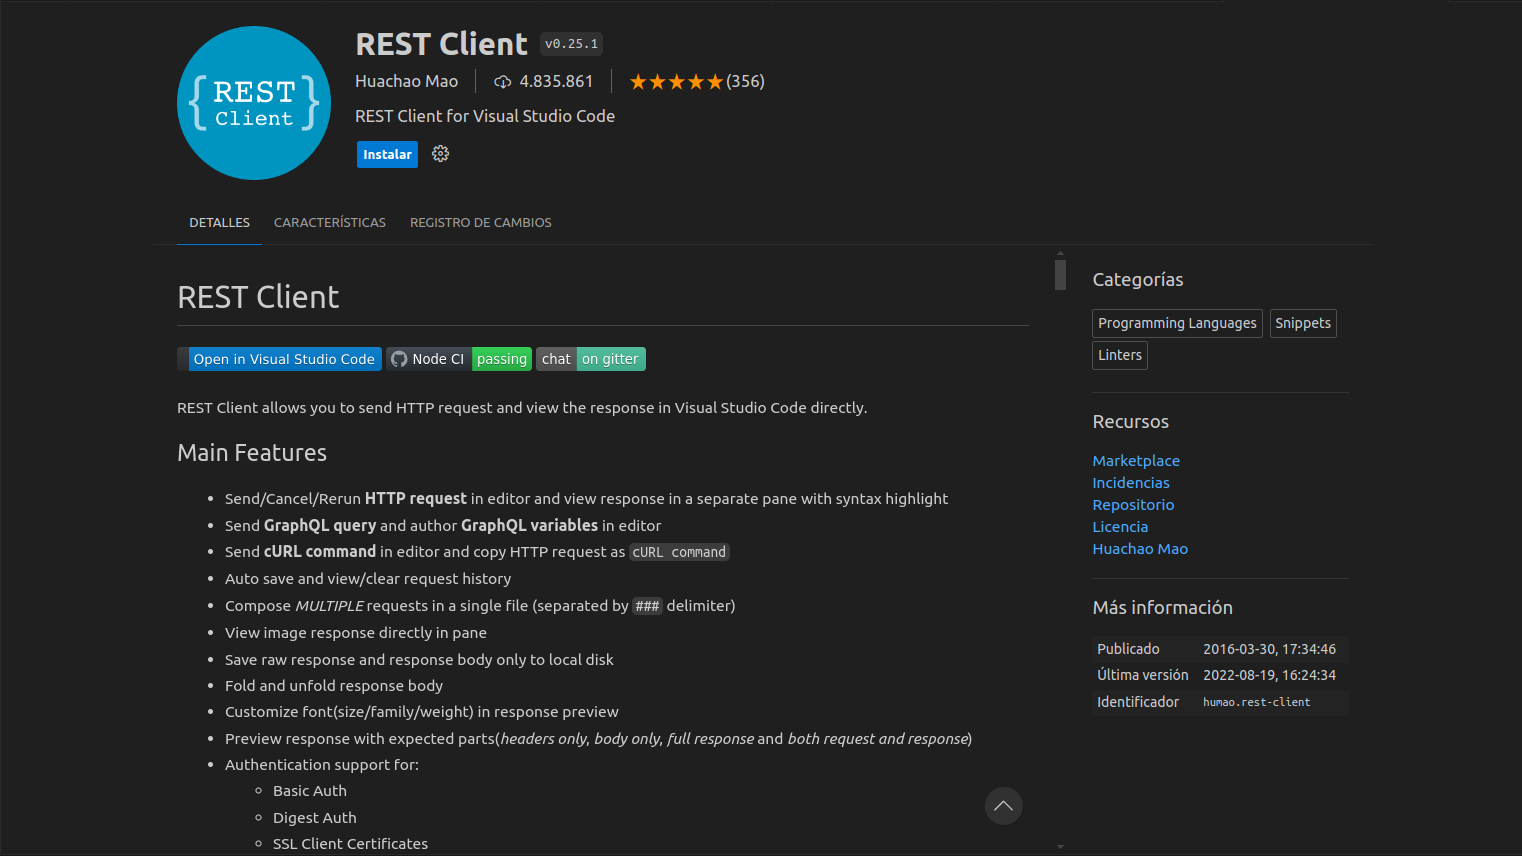 { REST Client }
REST Client v0.25.1
Huachao Mao 4.835.861 ★★★★★(356)
REST Client for Visual Studio Code
Instalar
DETALLES CARACTERÍSTICAS REGISTRO DE CAMBIOS
REST Client
Open in Visual Studio Code Node CI passing chat on gitter
REST Client allows you to send HTTP request and view the response in Visual Studio Code directly.
Main Features
• Send/Cancel/Rerun HTTP request in editor and view response in a separate pane with syntax highlight
• Send GraphQL query and author GraphQL variables in editor
• Send cURL command in editor and copy HTTP request as cURL command
• Auto save and view/clear request history
• Compose MULTIPLE requests in a single file (separated by ### delimiter)
• View image response directly in pane
• Save raw response and response body only to local disk
• Fold and unfold response body
• Customize font(size/family/weight) in response preview
• Preview response with expected parts(headers only, body only, full response and both request and response)
• Authentication support for:
◦ Basic Auth
◦ Digest Auth
◦ SSL Client Certificates
Categorías
Programming Languages Snippets
Linters
Recursos
Marketplace
Incidencias
Repositorio
Licencia
Huachao Mao
Más información
Publicado 2016-03-30, 17:34:46
Última versión 2022-08-19, 16:24:34
Identificador humao.rest-client